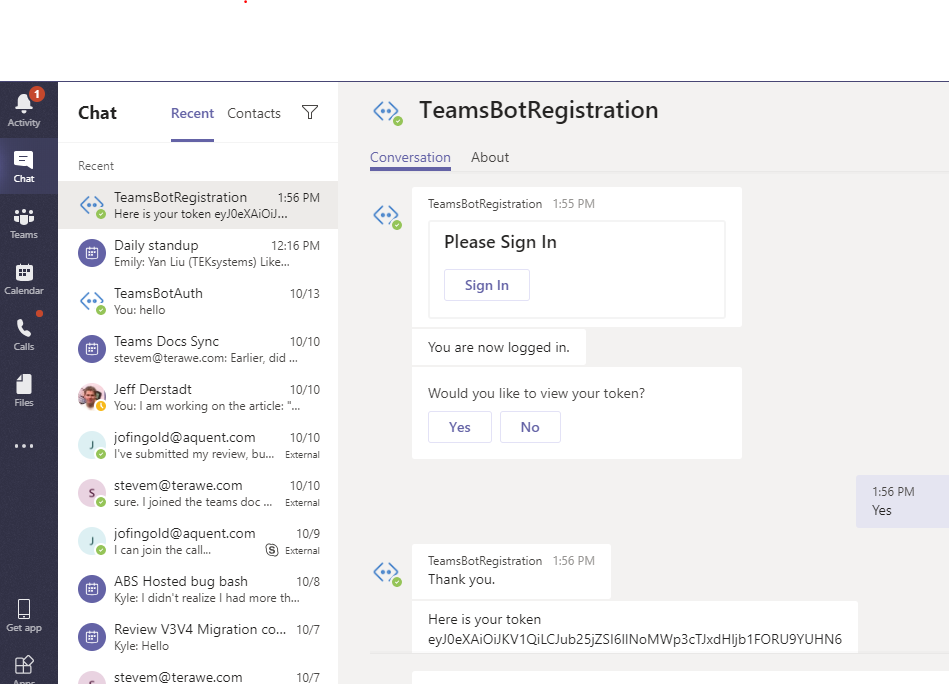 1
Activity
Chat
Teams
Calendar
Calls
Files
Get app
Apps
Chat
Recent
Contacts
Recent
TeamsBotRegistration 1:56 PM
Here is your token eyJ0eXAiOiJ...
Daily standup 12:16 PM
Emily: Yan Liu (TEKsystems) Like...
TeamsBotAuth 10/13
You: hello
Teams Docs Sync 10/10
stevem@terawe.com: Earlier, did ...
Jeff Derstadt 10/10
You: I am working on the article: "...
J
jofingold@aquent.com 10/10
I've submitted my review, bu... External
S
stevem@terawe.com 10/10
sure. I joined the teams doc ... External
J
jofingold@aquent.com 10/9
I can join the call... S External
ABS Hosted bug bash 10/8
Kyle: I didn't realize I had more th...
Review V3V4 Migration co... 10/7
Kyle: Hello
stevem@terawe.com 10/7
TeamsBotRegistration
Conversation About
TeamsBotRegistration 1:55 PM
Please Sign In
Sign In
You are now logged in.
Would you like to view your token?
Yes No
1:56 PM
Yes
TeamsBotRegistration 1:56 PM
Thank you.
Here is your token
eyJ0eXAiOiJKV1QiLCJub25jZSI6IlNoMWp3cTJxdHljb1FORU9YUHN6